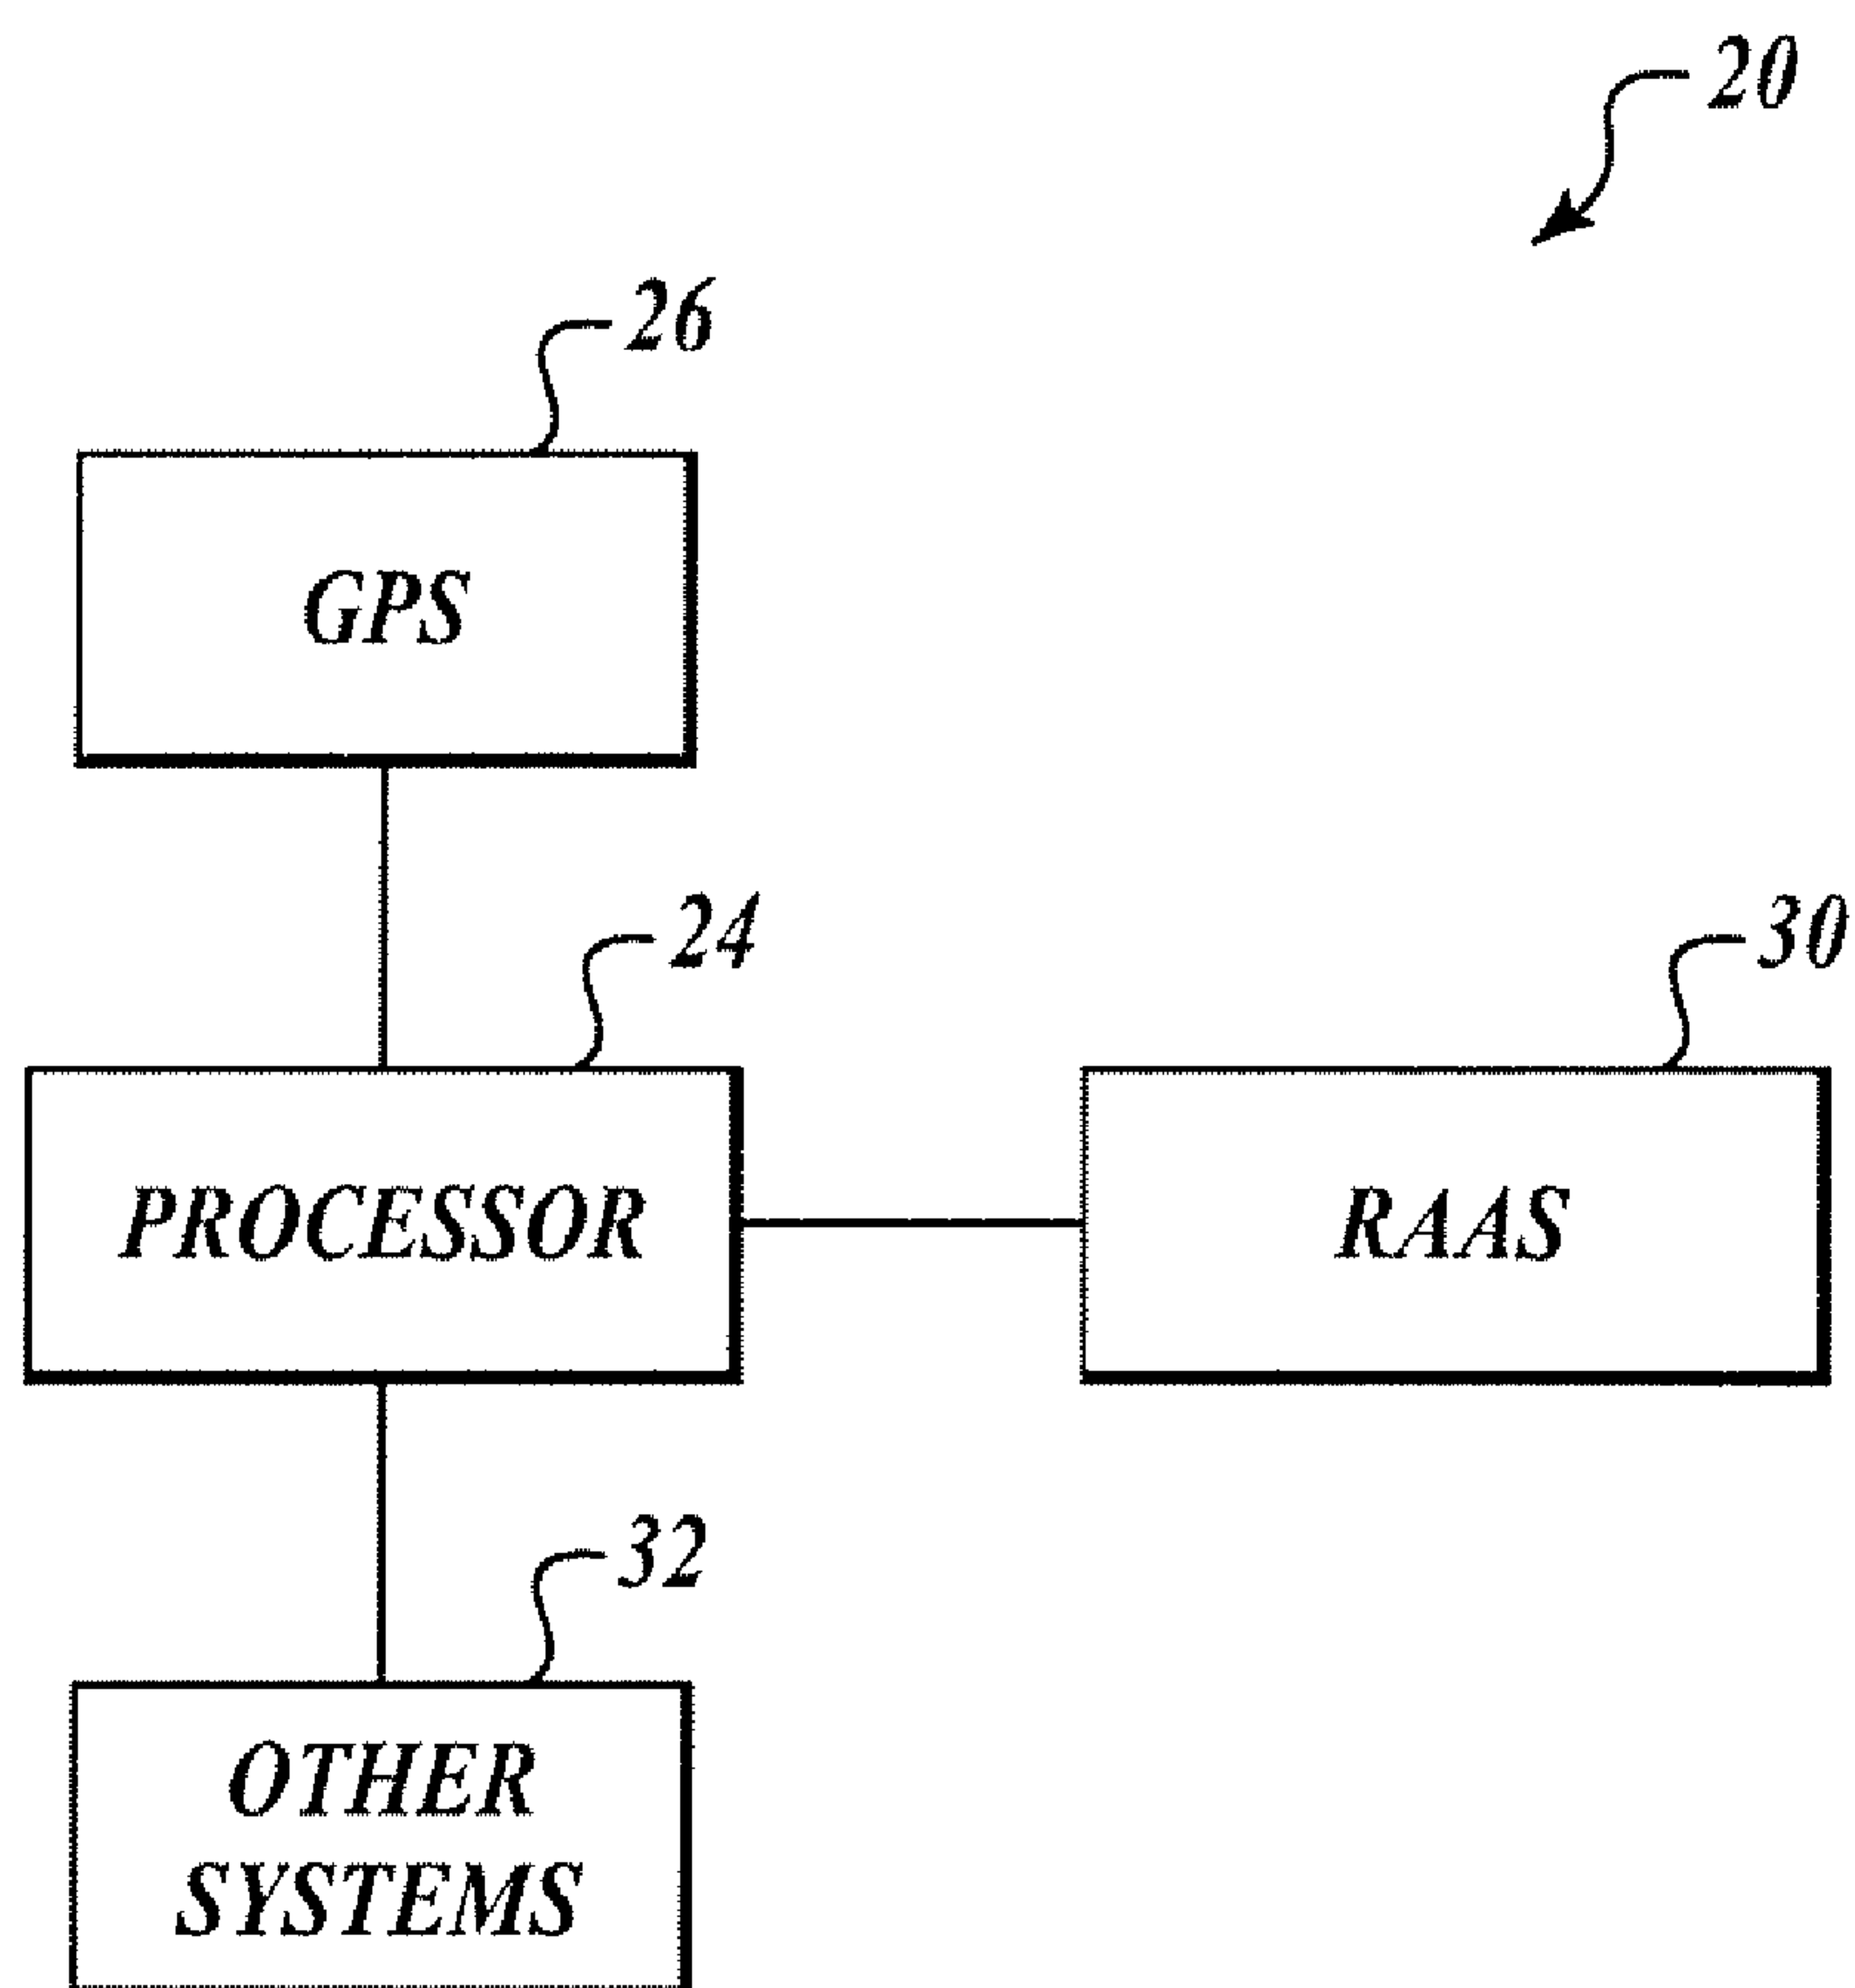 20
26
GPS
24
30
PROCESSOR
RAAS
32
OTHER
SYSTEMS